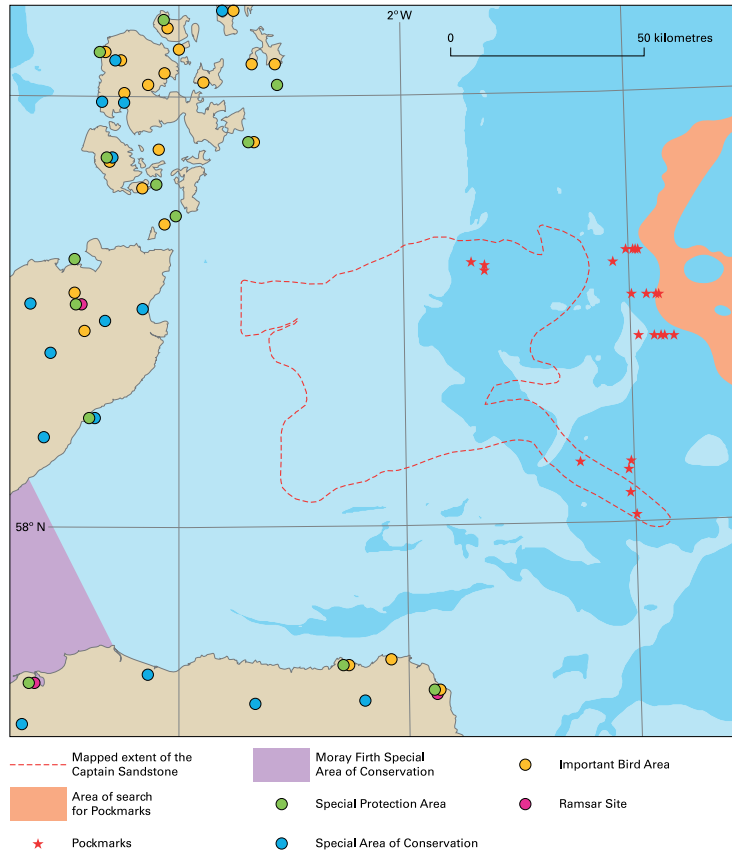 2° W
0
50 kilometres
58° N
Mapped extent of the
Captain Sandstone
Moray Firth Special
Area of Conservation
Important Bird Area
Area of search
for Pockmarks
Special Protection Area
Ramsar Site
Pockmarks
Special Area of Conservation